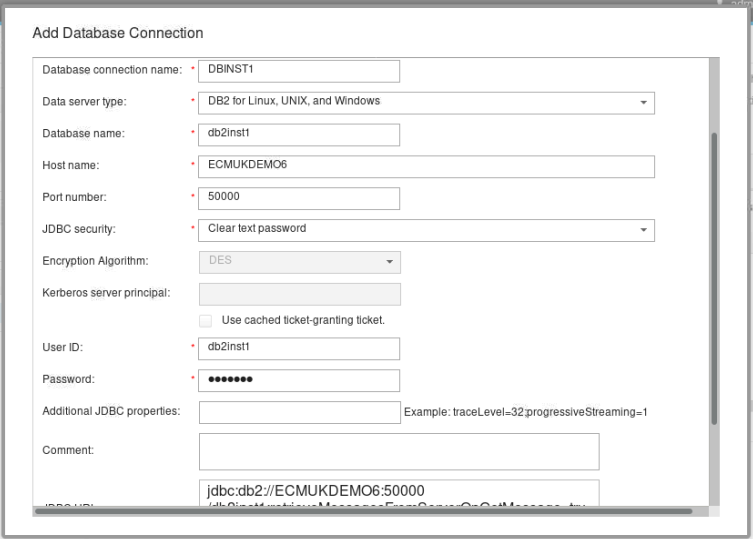 Add Database Connection
Database connection name: * DBINST1
Data server type: * DB2 for Linux, UNIX, and Windows
Database name: * db2inst1
Host name: * ECMUKDEMO6
Port number: * 50000
JDBC security: * Clear text password
Encryption Algorithm: DES
Kerberos server principal:
Use cached ticket-granting ticket.
User ID: * db2inst1
Password: * ●●●●●●●
Additional JDBC properties: Example: traceLevel=32;progressiveStreaming=1
Comment:
jdbc:db2://ECMUKDEMO6:50000